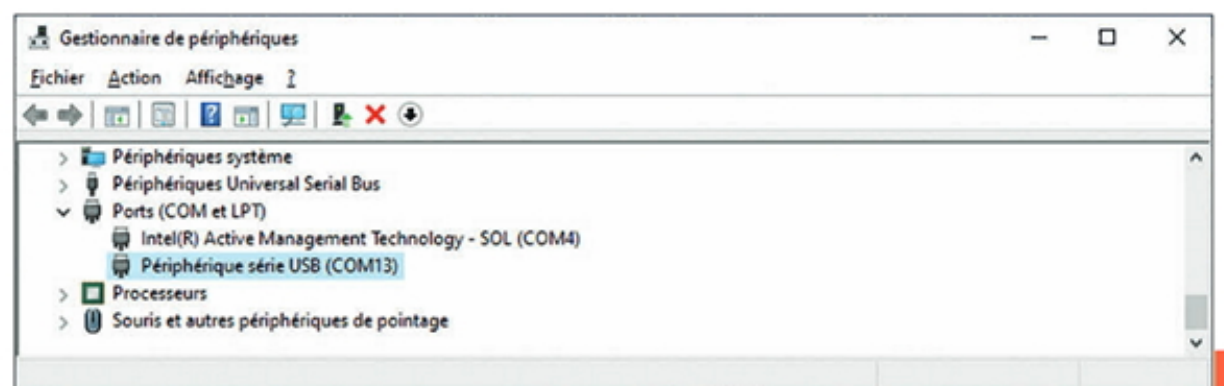 Gestionnaire de périphériques
Fichier Action Affichage ?
Périphériques système
Périphériques Universal Serial Bus
Ports (COM et LPT)
Intel(R) Active Management Technology - SOL (COM4)
Périphérique série USB (COM13)
Processeurs
Souris et autres périphériques de pointage